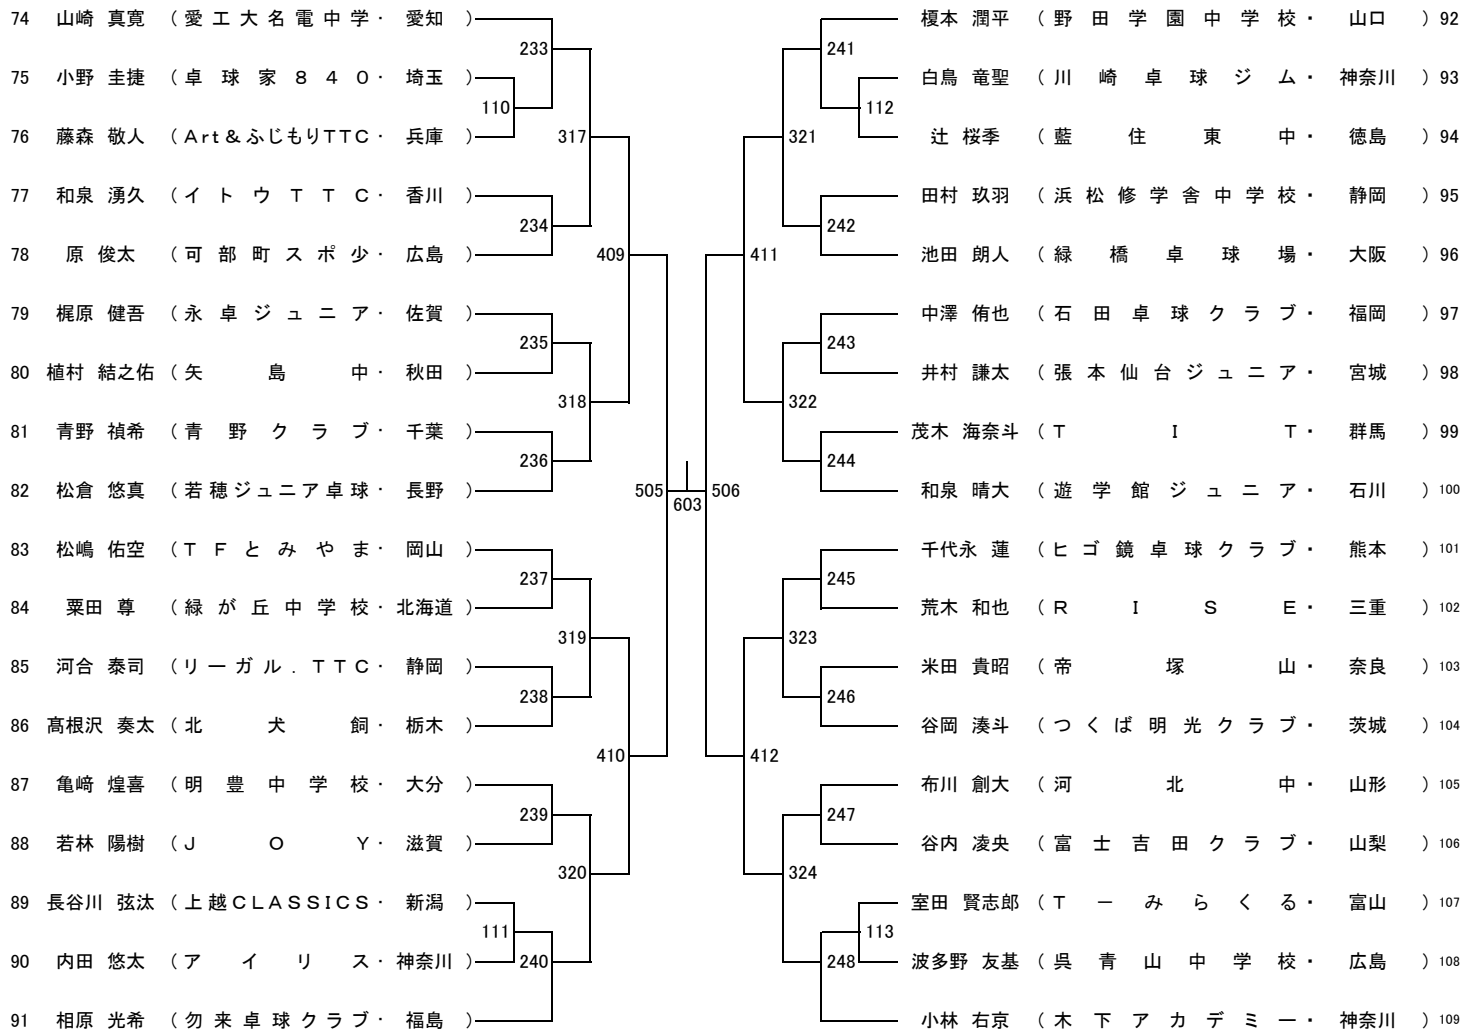 74 山崎 真寛 (愛工大名電中学・ 愛知 )
233
75 小野 圭捷 (卓球家840・ 埼玉 )
110
76 藤森 敬人 (Art&ふじもりTTC・ 兵庫 )
317
77 和泉 湧久 (イトウTTC・ 香川 )
234
78 原 俊太 (可部町スポ少・ 広島 )
409
79 梶原 健吾 (永卓ジュニア・ 佐賀 )
235
80 植村 結之佑 (矢島中・ 秋田 )
318
81 青野 禎希 (青野クラブ・ 千葉 )
236
82 松倉 悠真 (若穂ジュニア卓球・ 長野 )
505
603
83 松嶋 佑空 (TFとみやま・ 岡山 )
237
84 粟田 尊 (緑が丘中学校・ 北海道 )
319
85 河合 泰司 (リーガル.TTC・ 静岡 )
238
86 髙根沢 奏太 (北犬飼・ 栃木 )
410
87 亀﨑 煌喜 (明豊中学校・ 大分 )
239
88 若林 陽樹 (JOY・ 滋賀 )
320
89 長谷川 弦汰 (上越CLASSICS・ 新潟 )
111
90 内田 悠太 (アイリス・ 神奈川 )
240
91 相原 光希 (勿来卓球クラブ・ 福島 )
榎本 潤平 (野田学園中学校・ 山口 ) 92
241
白鳥 竜聖 (川崎卓球ジム・ 神奈川 ) 93
112
辻 桜季 (藍住東中・ 徳島 ) 94
321
田村 玖羽 (浜松修学舎中学校・ 静岡 ) 95
242
池田 朗人 (緑橋卓球場・ 大阪 ) 96
411
中澤 侑也 (石田卓球クラブ・ 福岡 ) 97
243
井村 謙太 (張本仙台ジュニア・ 宮城 ) 98
322
茂木 海奈斗 (TIT・ 群馬 ) 99
244
和泉 晴大 (遊学館ジュニア・ 石川 ) 100
506
千代永 蓮 (ヒゴ鏡卓球クラブ・ 熊本 ) 101
245
荒木 和也 (RISE・ 三重 ) 102
323
米田 貴昭 (帝塚山・ 奈良 ) 103
246
谷岡 湊斗 (つくば明光クラブ・ 茨城 ) 104
412
布川 創大 (河北中・ 山形 ) 105
247
谷内 凌央 (富士吉田クラブ・ 山梨 ) 106
324
室田 賢志郎 (Tーみらくる・ 富山 ) 107
113
波多野 友基 (呉青山中学校・ 広島 ) 108
248
小林 右京 (木下アカデミー・ 神奈川 ) 109